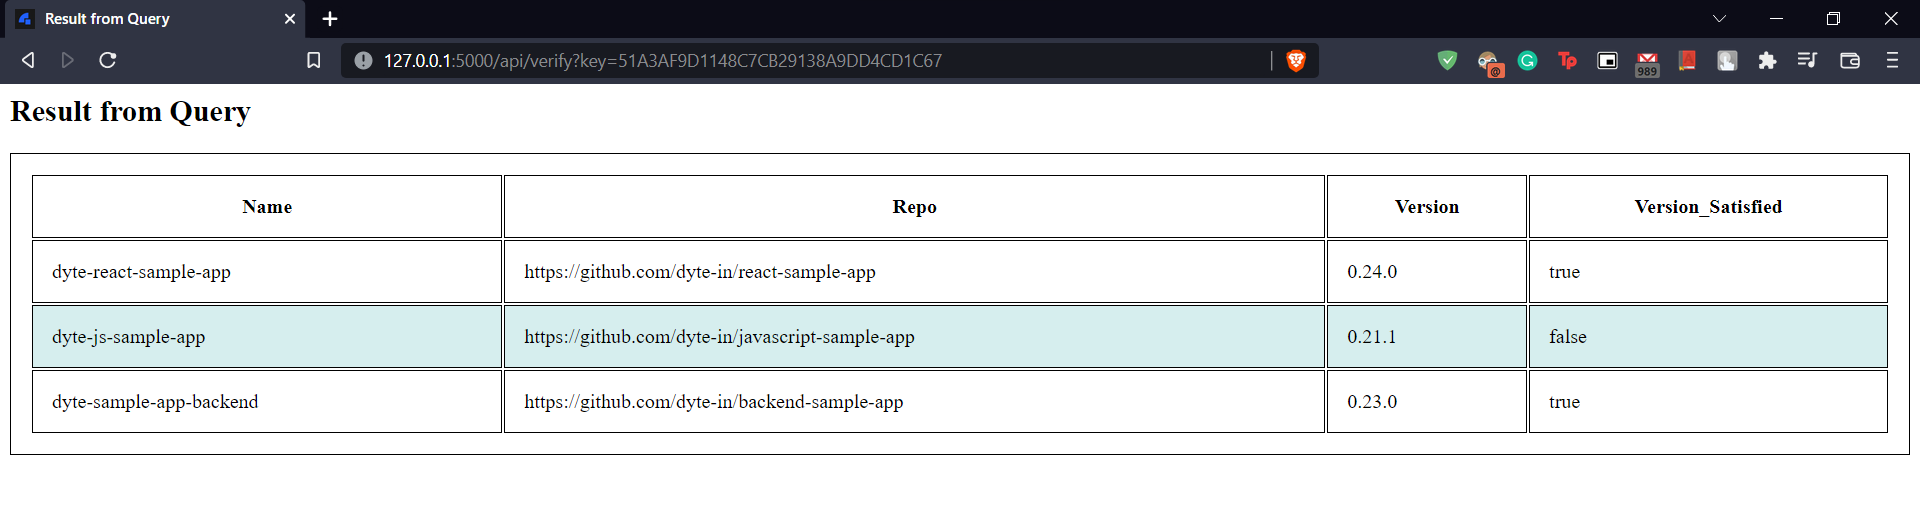 Result from Query
127.0.0.1:5000/api/verify?key=51A3AF9D1148C7CB29138A9DD4CD1C67
@
G
Tp
989
A
Result from Query
Name Repo Version Version_Satisfied
dyte-react-sample-app https://github.com/dyte-in/react-sample-app 0.24.0 true
dyte-js-sample-app https://github.com/dyte-in/javascript-sample-app 0.21.1 false
dyte-sample-app-backend https://github.com/dyte-in/backend-sample-app 0.23.0 true